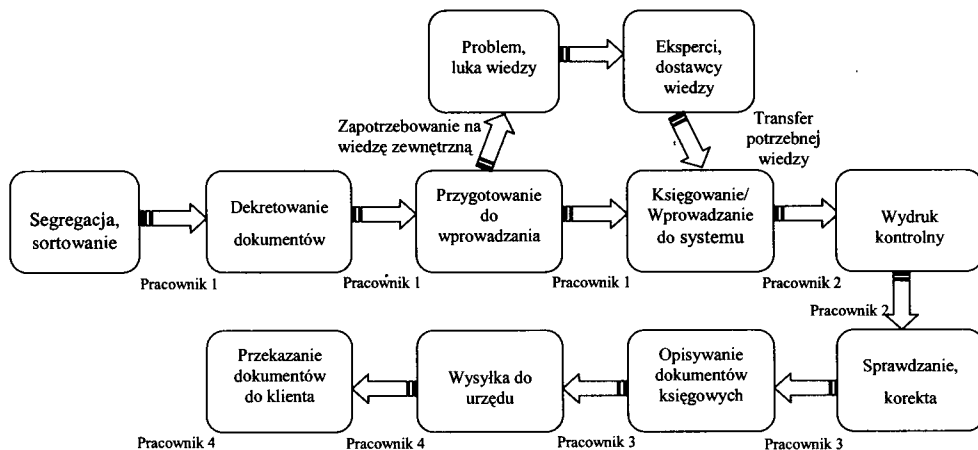 Problem,
luka wiedzy
Eksperci,
dostawcy
wiedzy
Zapotrzebowanie na
wiedzę zewnętrzną
Transfer
potrzebnej
wiedzy
Segregacja,
sortowanie
Dekretowanie
dokumentów
Przygotowanie
do
wprowadzania
Księgowanie/
Wprowadzanie
do systemu
Wydruk
kontrolny
Pracownik 1
Pracownik 1
Pracownik 1
Pracownik 2
Pracownik 2
Przekazanie
dokumentów
do klienta
Wysyłka do
urzędu
Opisywanie
dokumentów
księgowych
Sprawdzanie,
korekta
Pracownik 4
Pracownik 4
Pracownik 3
Pracownik 3